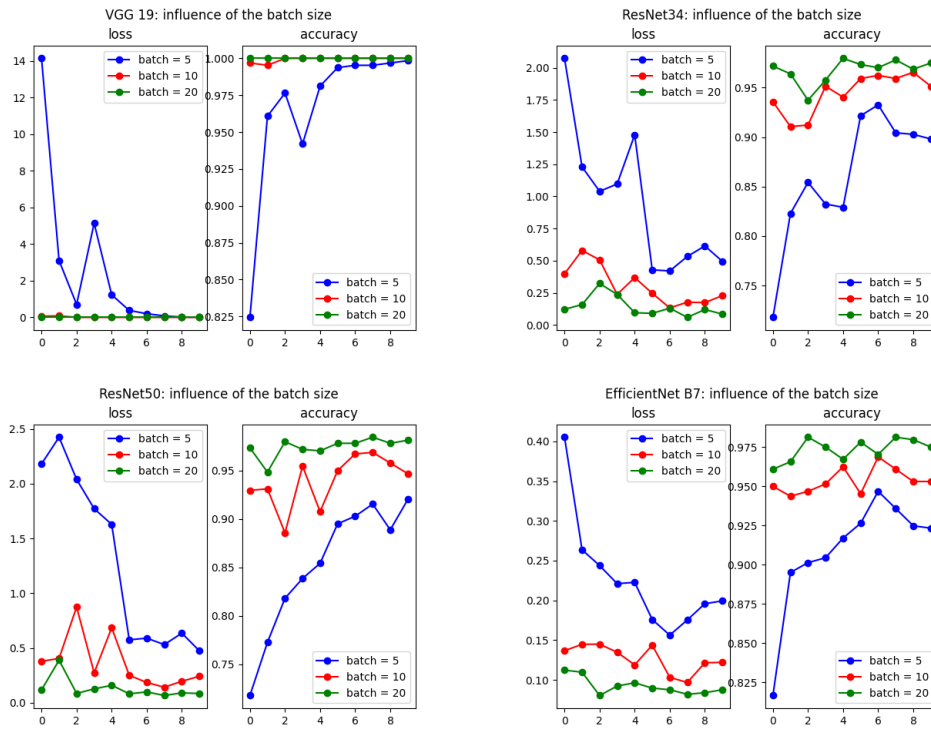 VGG 19: influence of the batch size
loss
accuracy
14
12
10
8
6
4
2
0
batch = 5
batch = 10
batch = 20
0 2 4 6 8
1.000
0.975
0.950
0.925
0.900
0.875
0.850
0.825
batch = 5
batch = 10
batch = 20
0 2 4 6 8
ResNet34: influence of the batch size
loss
accuracy
2.00
1.75
1.50
1.25
1.00
0.75
0.50
0.25
0.00
batch = 5
batch = 10
batch = 20
0 2 4 6 8
0.95
0.90
0.85
0.80
0.75
batch = 5
batch = 10
batch = 20
0 2 4 6 8
ResNet50: influence of the batch size
loss
accuracy
2.5
2.0
1.5
1.0
0.5
0.0
batch = 5
batch = 10
batch = 20
0 2 4 6 8
0.95
0.90
0.85
0.80
0.75
batch = 5
batch = 10
batch = 20
0 2 4 6 8
EfficientNet B7: influence of the batch size
loss
accuracy
0.40
0.35
0.30
0.25
0.20
0.15
0.10
batch = 5
batch = 10
batch = 20
0 2 4 6 8
0.975
0.950
0.925
0.900
0.875
0.850
0.825
batch = 5
batch = 10
batch = 20
0 2 4 6 8